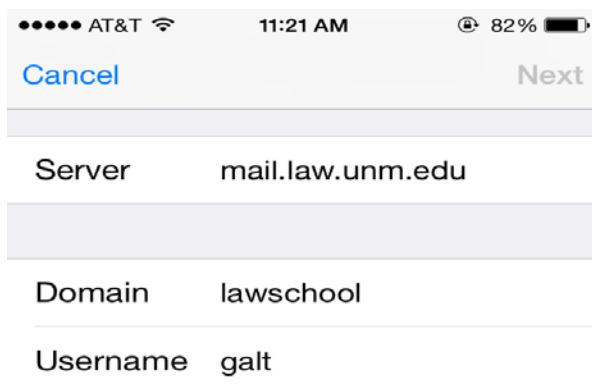 AT&T 11:21 AM 82%
Cancel Next
Server mail.law.unm.edu
Domain lawschool
Username galt